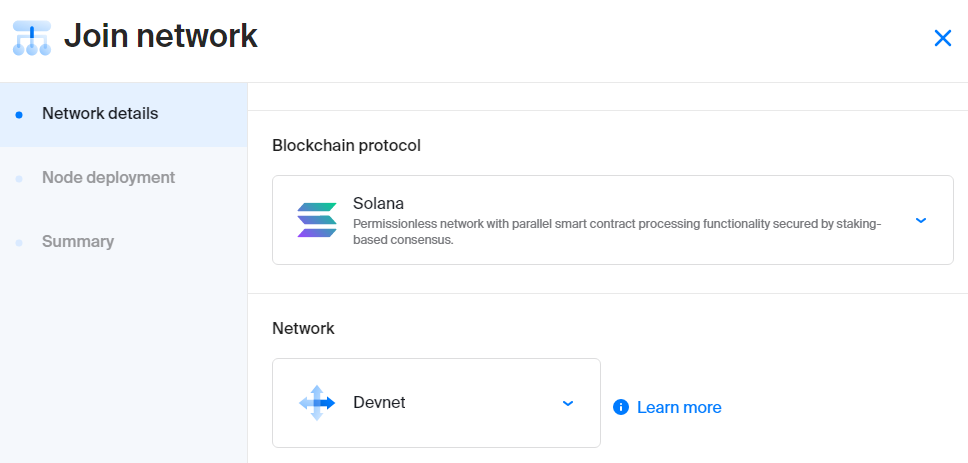 Join network
Network details
Node deployment
Summary
Blockchain protocol
Solana
Permissionless network with parallel smart contract processing functionality secured by staking-
based consensus.
Network
Devnet
Learn more